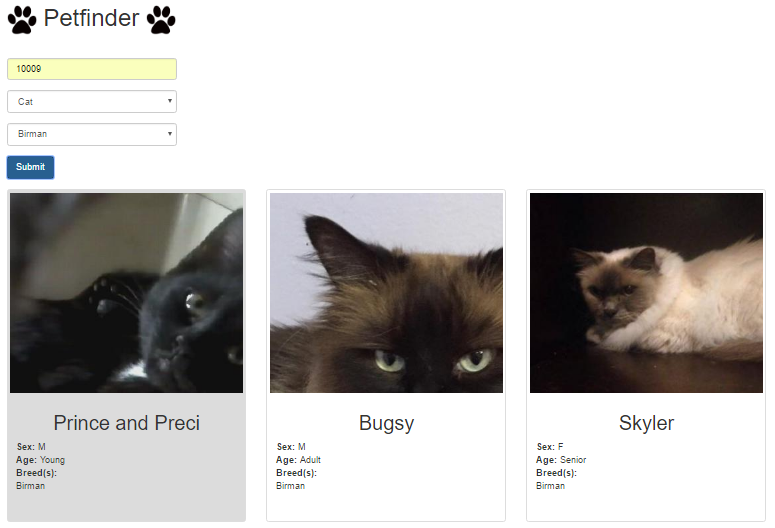 Petfinder
10009
Cat
Birman
Submit
Prince and Preci
Sex: M
Age: Young
Breed(s):
Birman
Bugsy
Sex: M
Age: Adult
Breed(s):
Birman
Skyler
Sex: F
Age: Senior
Breed(s):
Birman